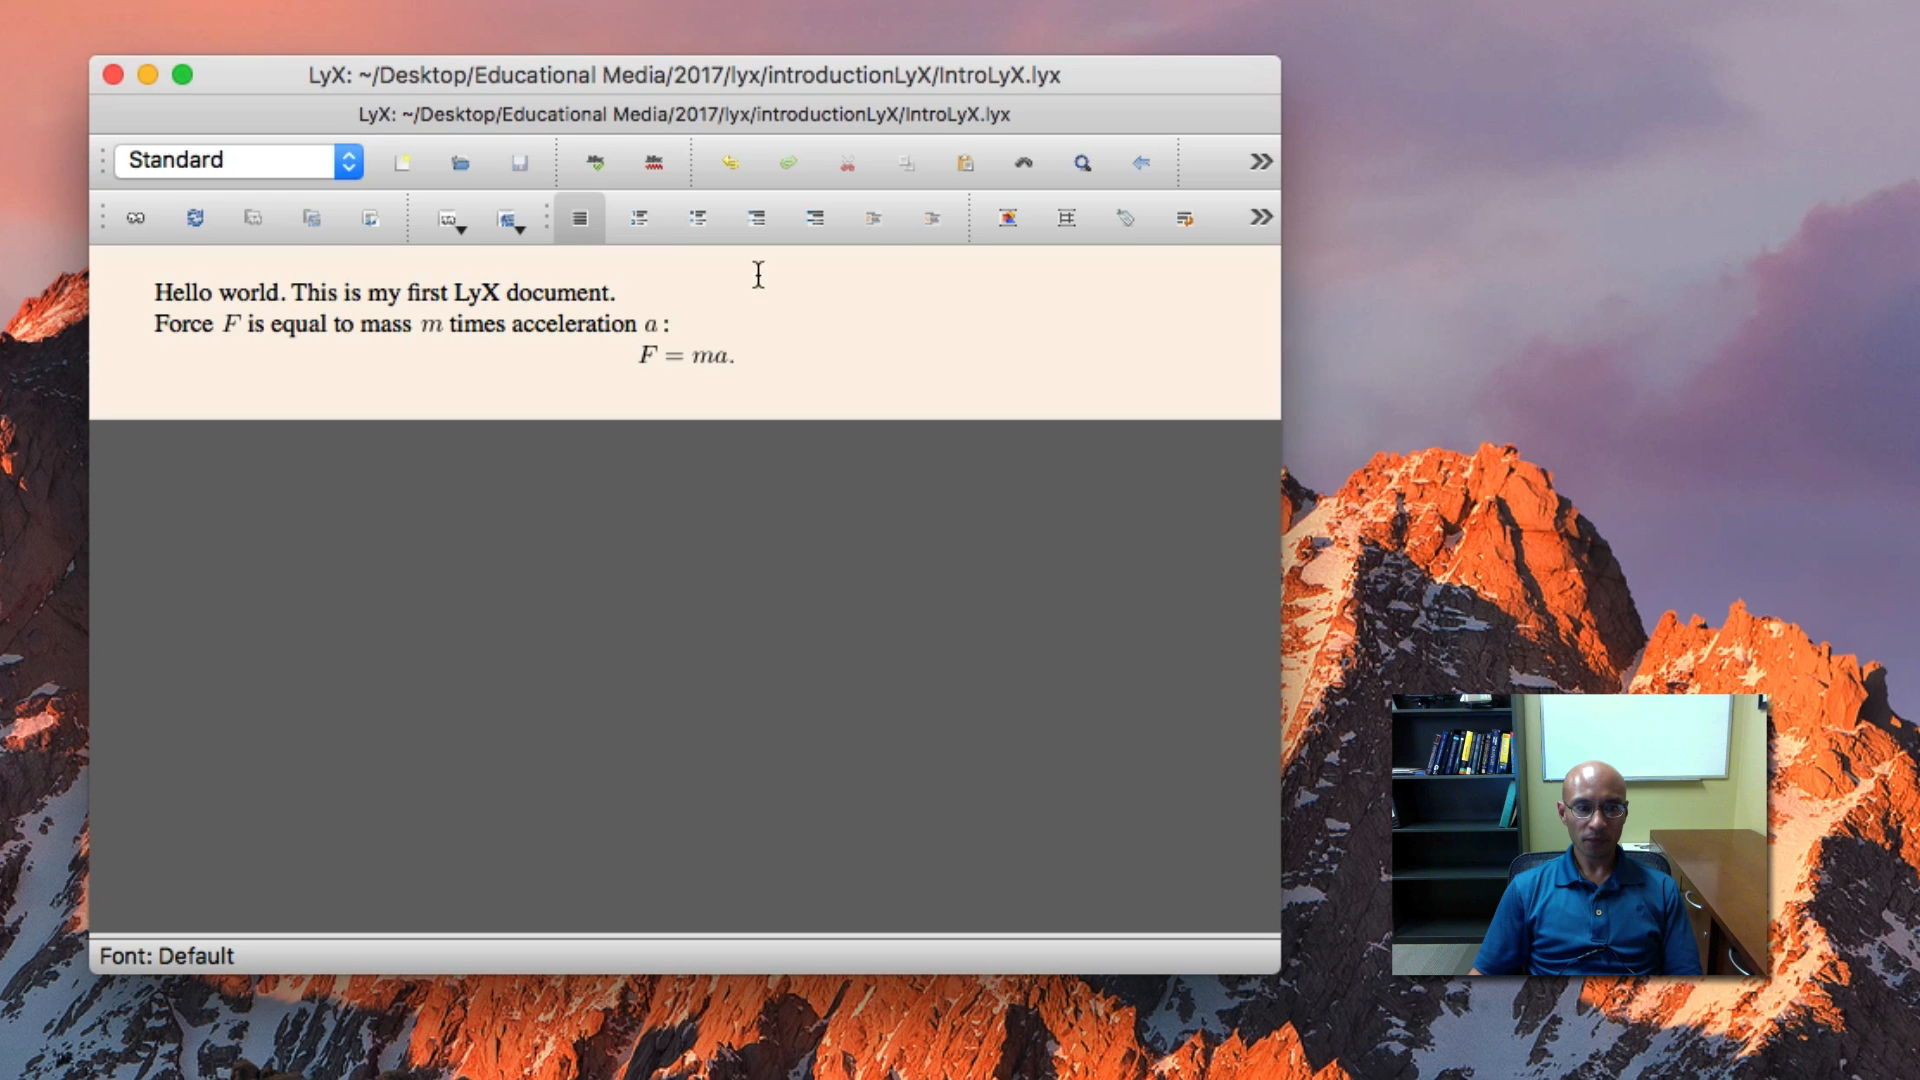 LyX: ~/Desktop/Educational Media/2017/lyx/introductionLyX/IntroLyX.lyx
LyX: ~/Desktop/Educational Media/2017/lyx/introductionLyX/IntroLyX.lyx
Standard
Hello world. This is my first LyX document.
Force F is equal to mass m times acceleration a :
F = ma.
Font: Default